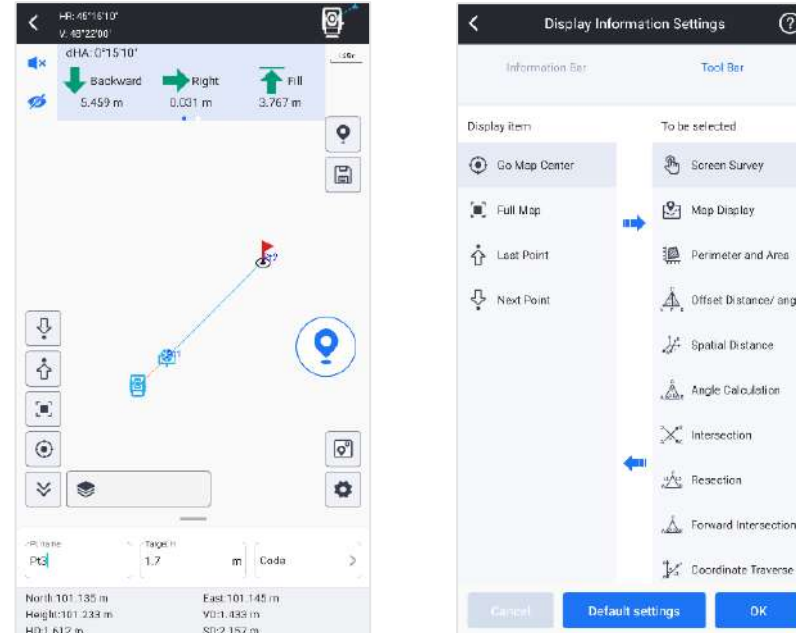 HR: 45°16'10"
V: 48°22'00"
dHA: 0°15'10"
Backward
Right
Fill
5.459 m
0.031 m
3.767 m
Pt name
Target H
Pt3
1.7
m
Code
North:101.135 m
East:101.145 m
Height:101.233 m
VD:1.433 m
HD:1.612 m
SD:2.157 m
Display Information Settings
Information Bar
Tool Bar
Display item
To be selected
Go Map Center
Screen Survey
Full Map
Map Display
Last Point
Perimeter and Area
Next Point
Offset Distance/ ang
Spatial Distance
Angle Calculation
Intersection
Resection
Forward Intersection
Coordinate Traverse
Cancel
Default settings
OK